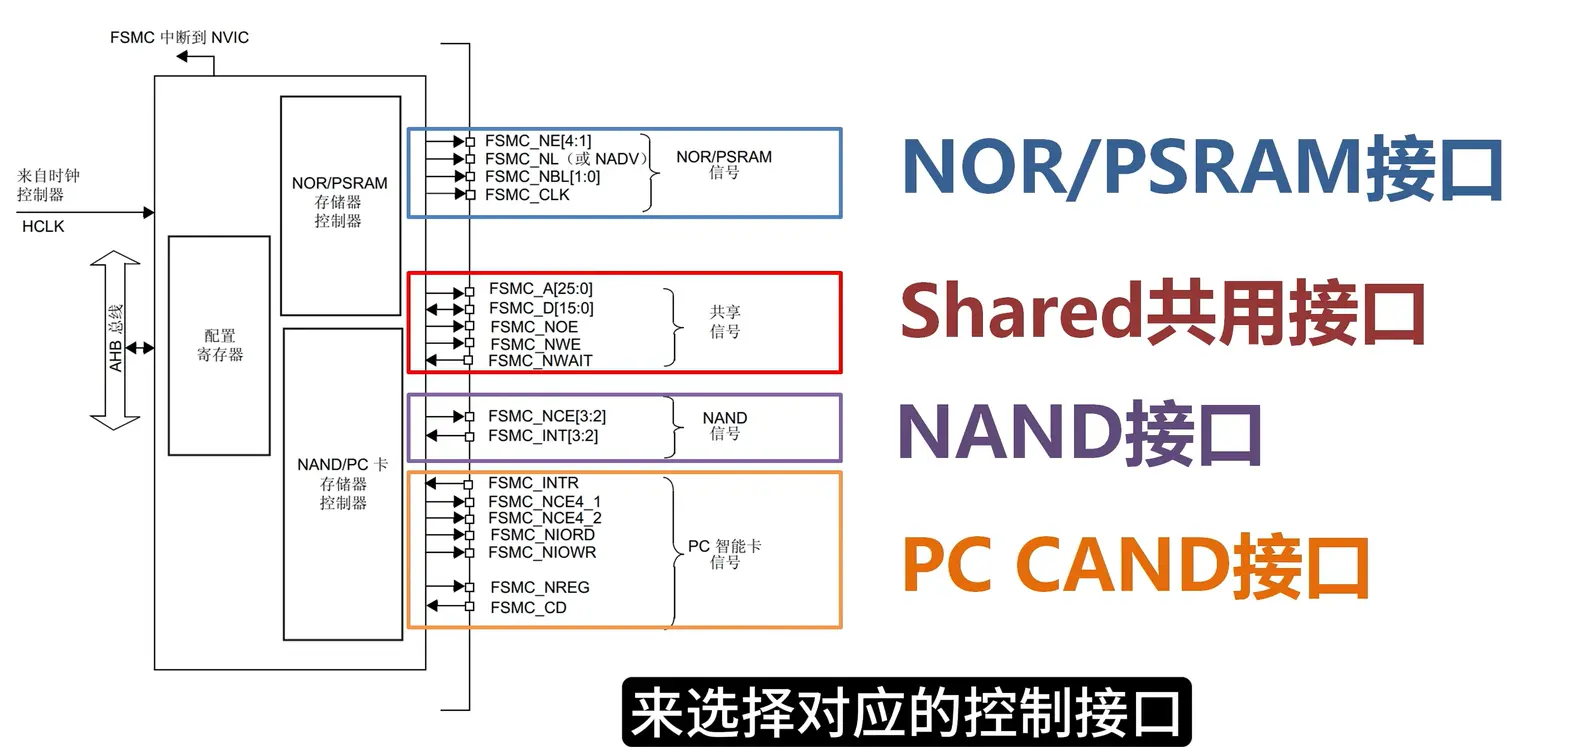 FSMC 中断到 NVIC
来自时钟
控制器
HCLK
AHB 总线
配置
寄存器
NOR/PSRAM
存储器
控制器
NAND/PC 卡
存储器
控制器
FSMC_NE[4:1]
FSMC_NL（或 NADV）
FSMC_NBL[1:0]
FSMC_CLK
NOR/PSRAM
信号
NOR/PSRAM接口
FSMC_A[25:0]
FSMC_D[15:0]
FSMC_NOE
FSMC_NWE
FSMC_NWAIT
共享
信号
Shared共用接口
FSMC_NCE[3:2]
FSMC_INT[3:2]
NAND
信号
NAND接口
FSMC_INTR
FSMC_NCE4_1
FSMC_NCE4_2
FSMC_NIORD
FSMC_NIOWR
FSMC_NREG
FSMC_CD
PC 智能卡
信号
PC CAND接口
来选择对应的控制接口